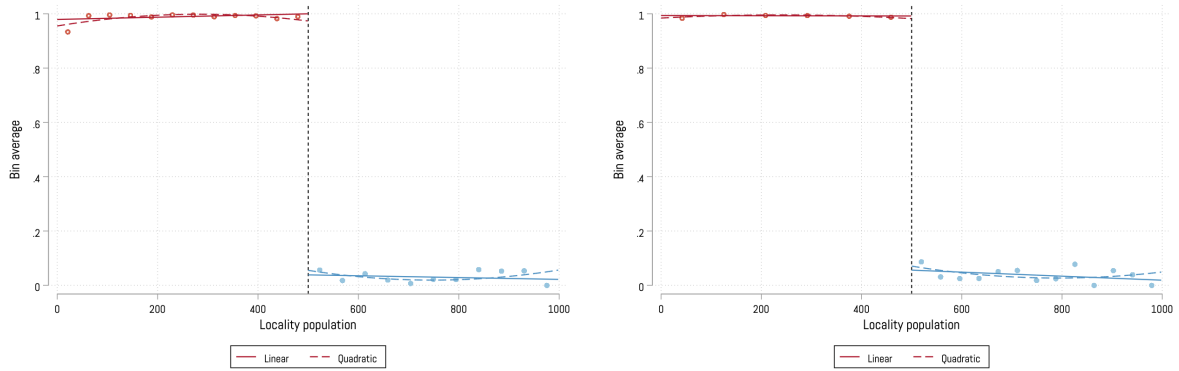 1
.8
.6
.4
.2
0
Bin average
0 200 400 600 800 1000
Locality population
Linear Quadratic
1
.8
.6
.4
.2
0
Bin average
0 200 400 600 800 1000
Locality population
Linear Quadratic